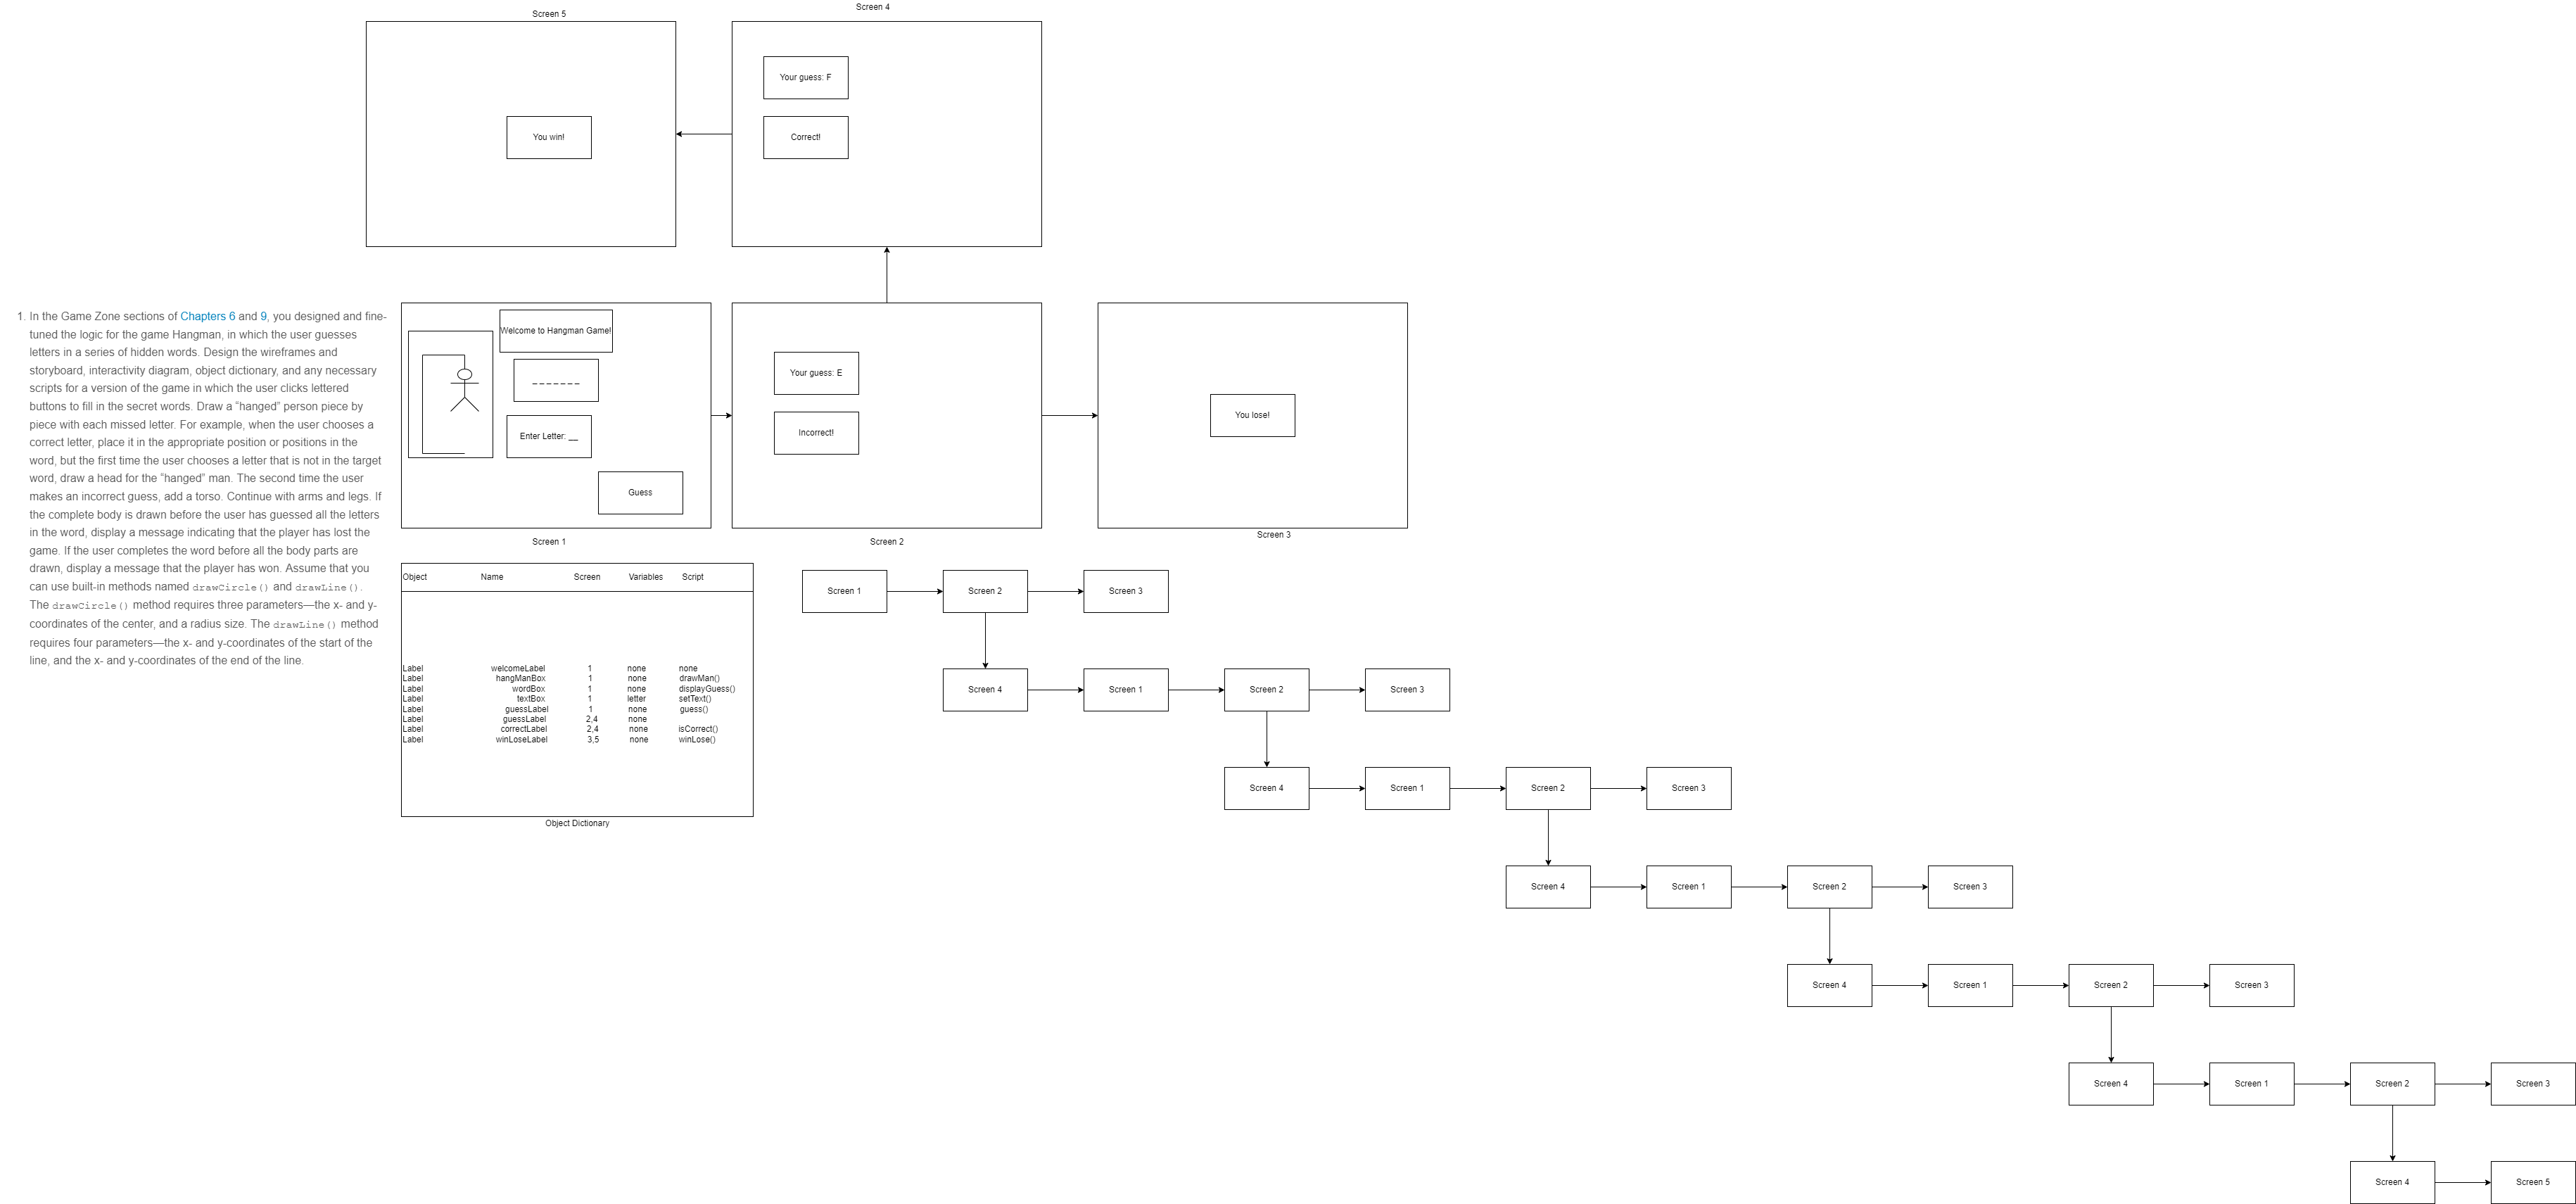 Screen 5
Screen 4
Your guess: F
You win!
Correct!
1. In the Game Zone sections of Chapters 6 and 9, you designed and fine-
tuned the logic for the game Hangman, in which the user guesses
letters in a series of hidden words. Design the wireframes and
storyboard, interactivity diagram, object dictionary, and any necessary
scripts for a version of the game in which the user clicks lettered
buttons to fill in the secret words. Draw a “hanged” person piece by
piece with each missed letter. For example, when the user chooses a
correct letter, place it in the appropriate position or positions in the
word, but the first time the user chooses a letter that is not in the target
word, draw a head for the “hanged” man. The second time the user
makes an incorrect guess, add a torso. Continue with arms and legs. If
the complete body is drawn before the user has guessed all the letters
in the word, display a message indicating that the player has lost the
game. If the user completes the word before all the body parts are
drawn, display a message that the player has won. Assume that you
can use built-in methods named drawCircle() and drawLine().
The drawCircle() method requires three parameters—the x- and y-
coordinates of the center, and a radius size. The drawLine() method
requires four parameters—the x- and y-coordinates of the start of the
line, and the x- and y-coordinates of the end of the line.
Welcome to Hangman Game!
_ _ _ _ _ _ _
Enter Letter: __
Guess
Screen 1
Your guess: E
Incorrect!
Screen 2
You lose!
Screen 3
Object Name Screen Variables Script
Label welcomeLabel 1 none none
Label hangManBox 1 none drawMan()
Label wordBox 1 none displayGuess()
Label textBox 1 letter setText()
Label guessLabel 1 none guess()
Label guessLabel 2,4 none
Label correctLabel 2,4 none isCorrect()
Label winLoseLabel 3,5 none winLose()
Object Dictionary
Screen 1 Screen 2 Screen 3
Screen 4 Screen 1 Screen 2 Screen 3
Screen 4 Screen 1 Screen 2 Screen 3
Screen 4 Screen 1 Screen 2 Screen 3
Screen 4 Screen 1 Screen 2 Screen 3
Screen 4 Screen 1 Screen 2 Screen 3
Screen 4 Screen 5